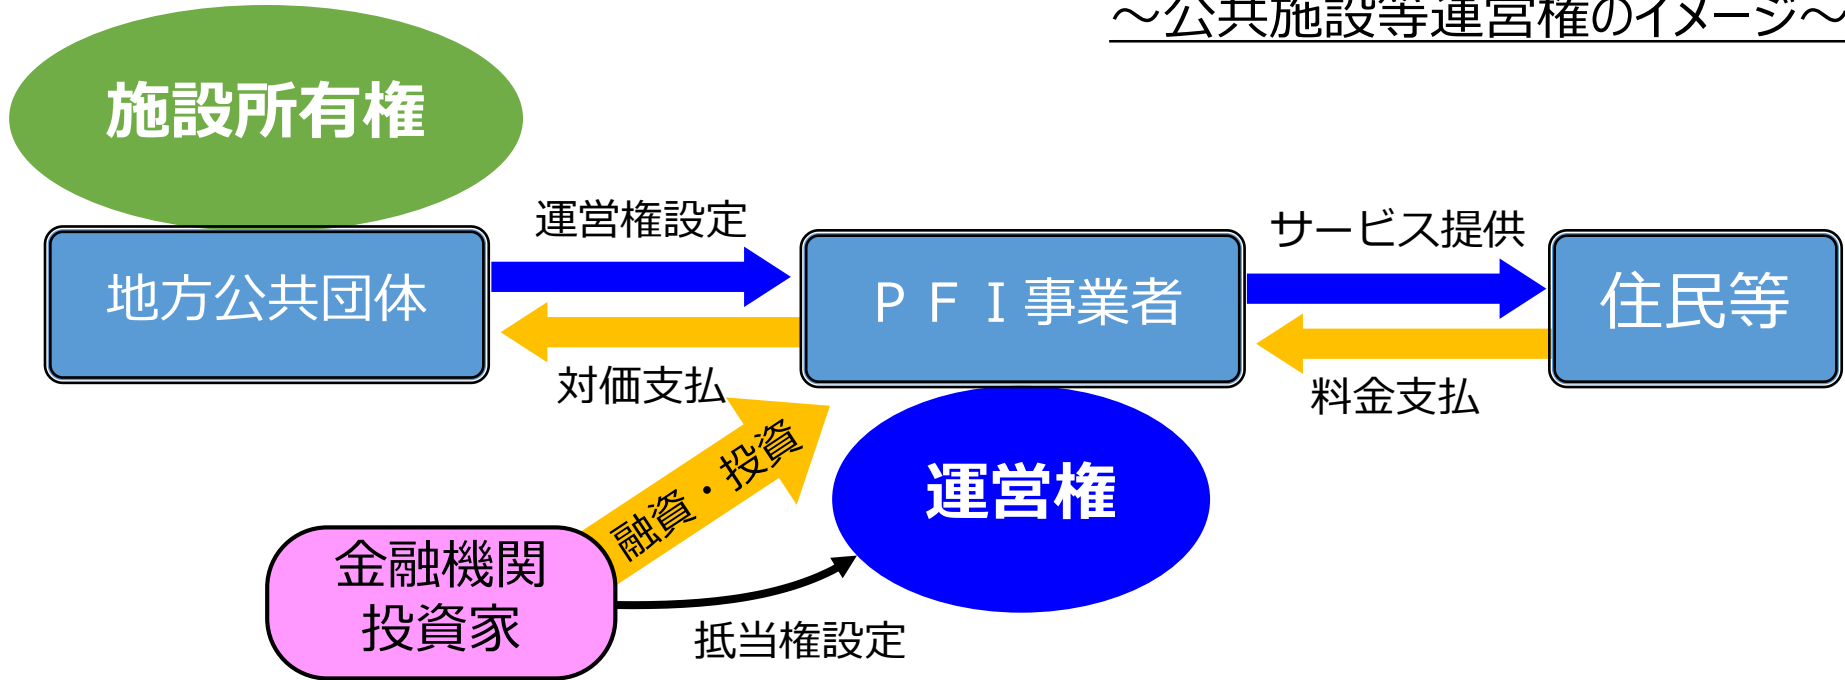 ～公共施設等運営権のイメージ～
施設所有権
運営権設定
サービス提供
地方公共団体
ＰＦＩ事業者
住民等
対価支払
料金支払
融資・投資
運営権
金融機関
投資家
抵当権設定